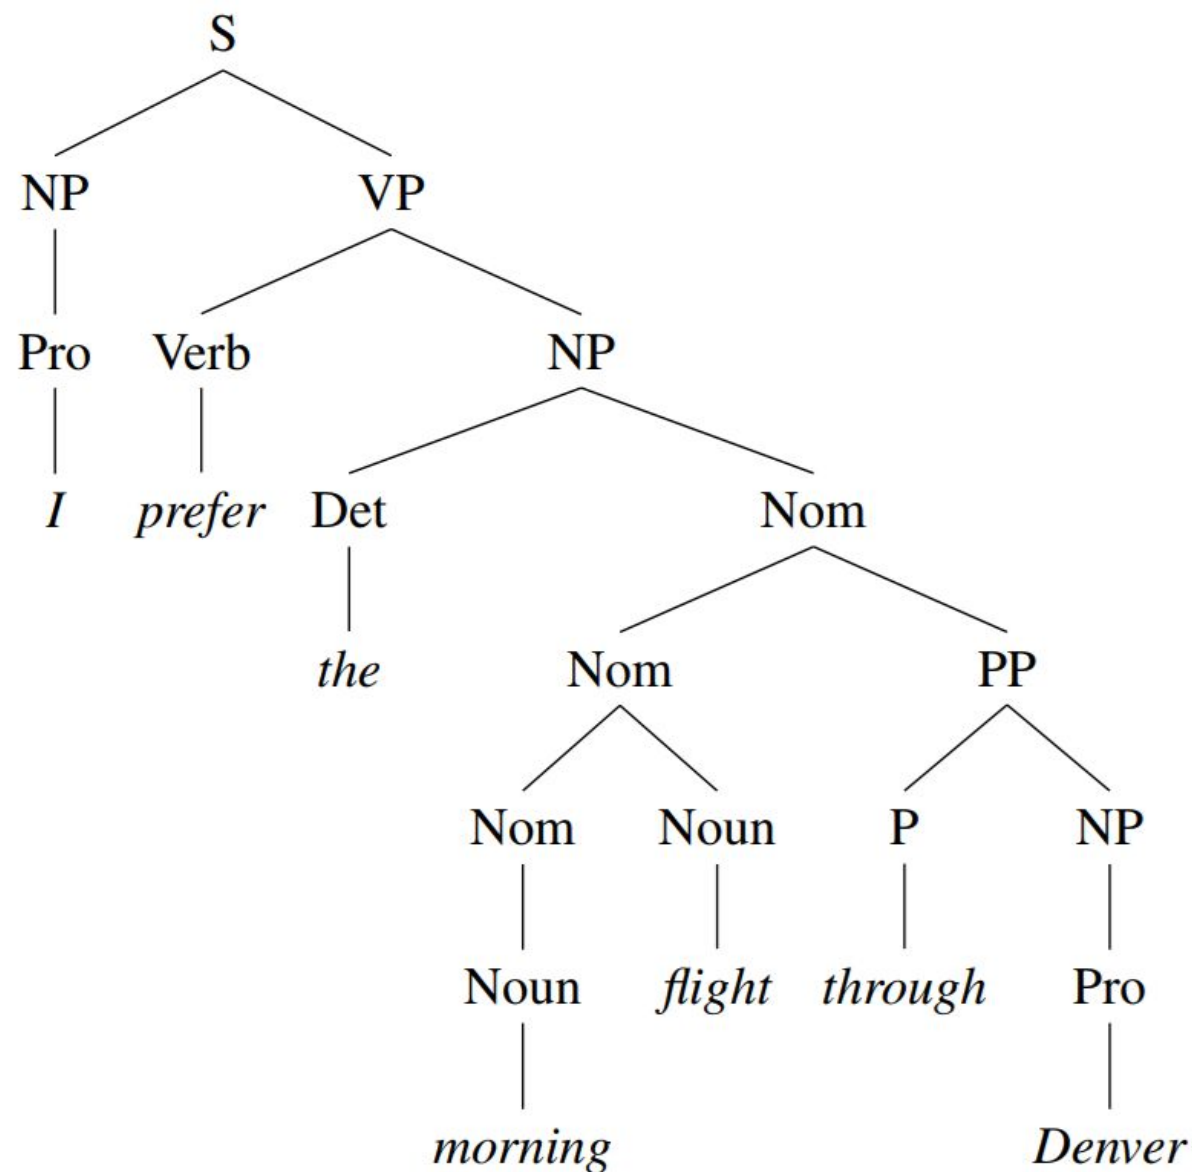 S
NP VP
Pro Verb NP
I prefer Det Nom
the Nom PP
Nom Noun P NP
Noun flight through Pro
morning Denver